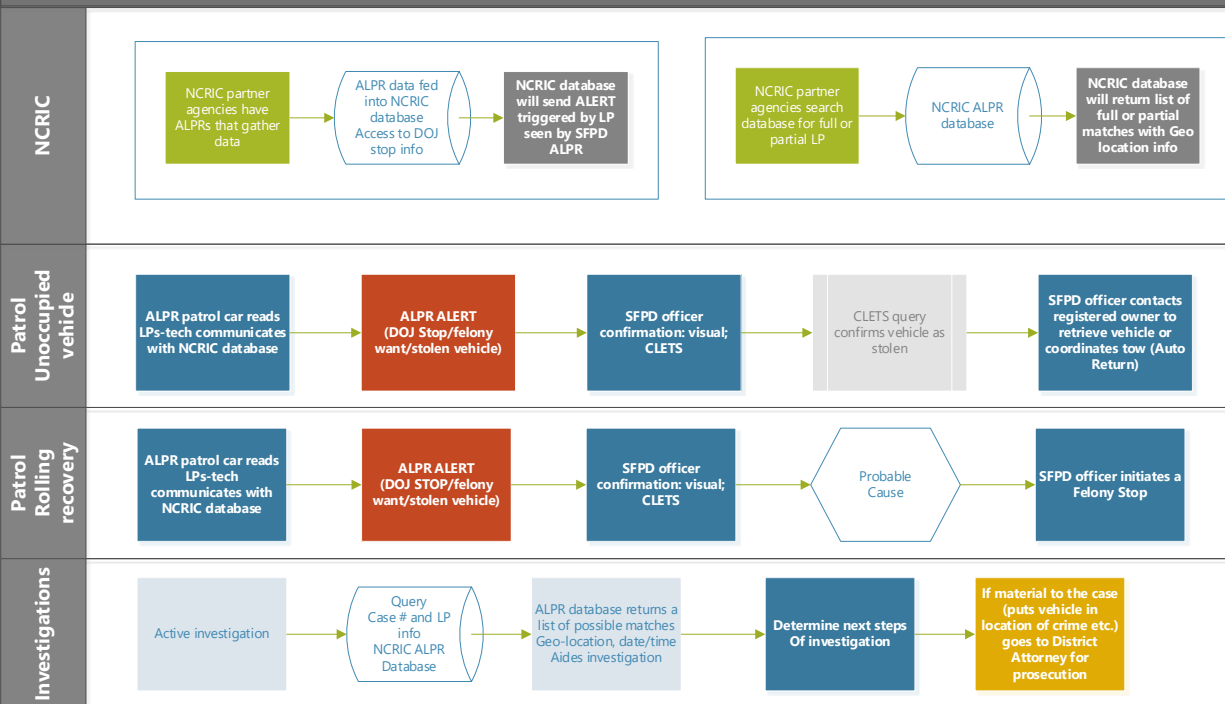 NCRIC
NCRIC partner
agencies have
ALPRs that gather
data
ALPR data fed
into NCRIC
database
Access to DOJ
stop info
NCRIC database
will send ALERT
triggered by LP
seen by SFPD
ALPR
NCRIC partner
agencies search
database for full or
partial LP
NCRIC ALPR
database
NCRIC database
will return list of
full or partial
matches with Geo
location info
Patrol
Unoccupied
vehicle
ALPR patrol car reads
LPs-tech communicates
with NCRIC database
ALPR ALERT
(DOJ Stop/felony
want/stolen vehicle)
SFPD officer
confirmation: visual;
CLETS
CLETS query
confirms vehicle as
stolen
SFPD officer contacts
registered owner to
retrieve vehicle or
coordinates tow (Auto
Return)
Patrol
Rolling
recovery
ALPR patrol car reads
LPs-tech
communicates with
NCRIC database
ALPR ALERT
(DOJ STOP/felony
want/stolen vehicle)
SFPD officer
confirmation: visual;
CLETS
Probable
Cause
SFPD officer initiates a
Felony Stop
Investigations
Active investigation
Query
Case # and LP
info
NCRIC ALPR
Database
ALPR database returns a
list of possible matches
Geo-location, date/time
Aides investigation
Determine next steps
Of investigation
If material to the case
(puts vehicle in
location of crime etc.)
goes to District
Attorney for
prosecution